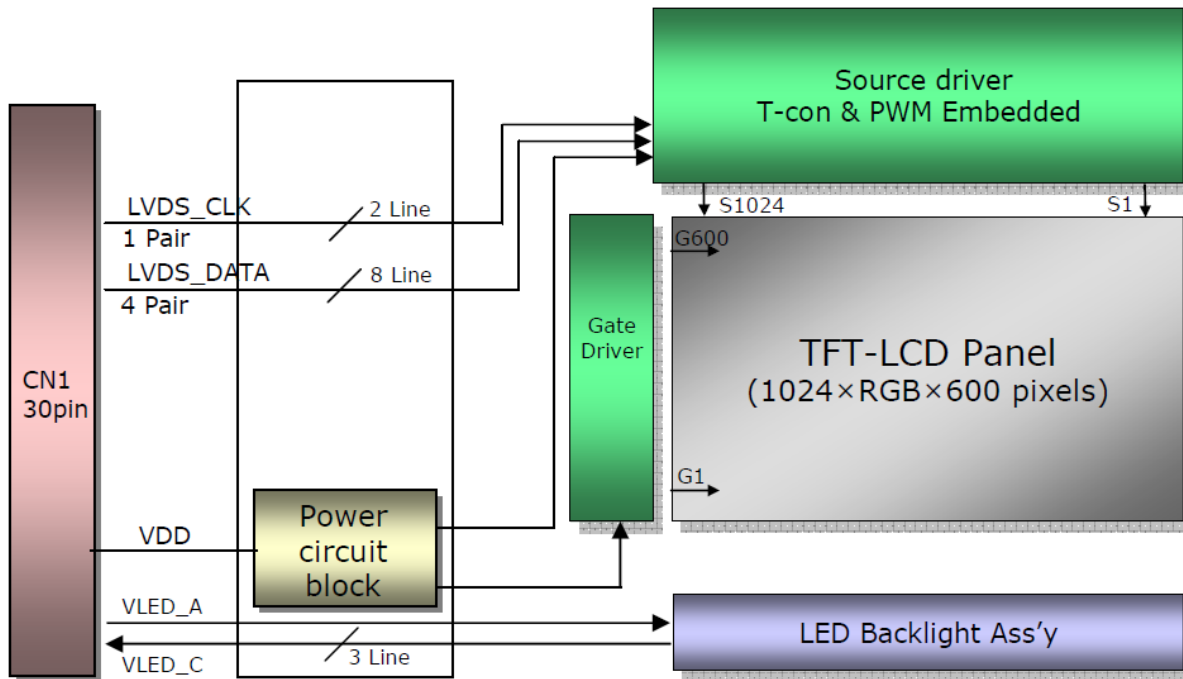 Source driver
T-con & PWM Embedded
LVDS_CLK
2 Line
1 Pair
S1024
S1
LVDS_DATA
8 Line
4 Pair
G600
Gate
Driver
TFT-LCD Panel
(1024×RGB×600 pixels)
CN1
30pin
G1
VDD
Power
circuit
block
VLED_A
LED Backlight Ass'y
VLED_C
3 Line